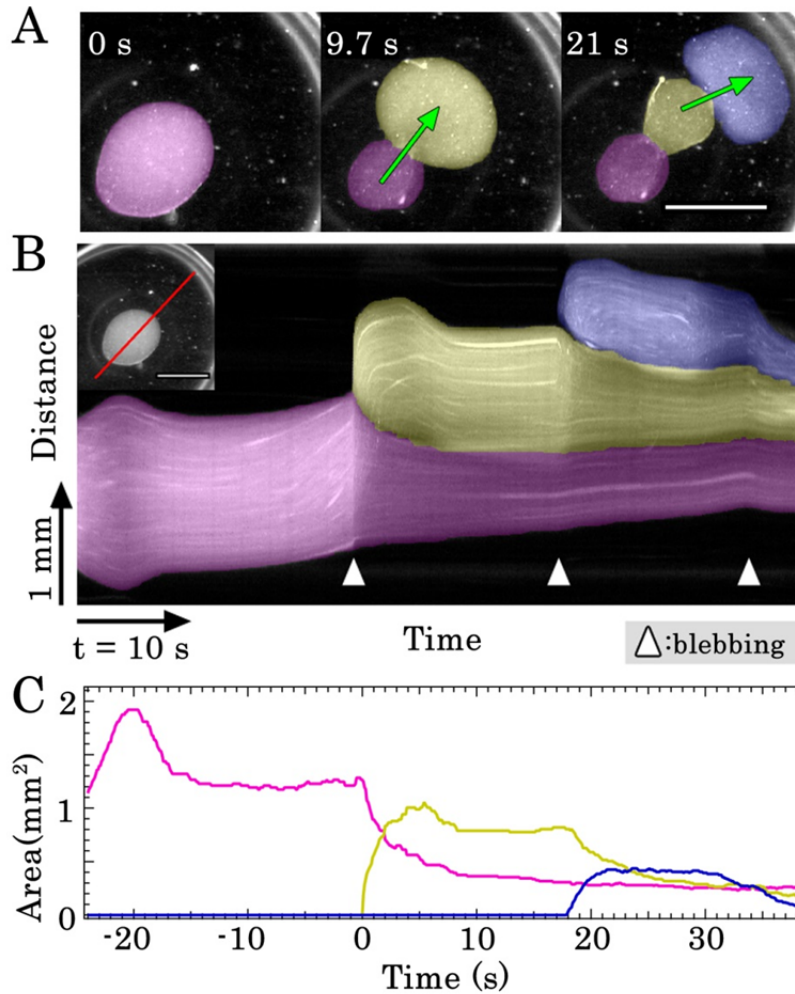 A
0 s
9.7 s
21 s
B
Distance
1 mm
t = 10 s
Time
△:blebbing
C
Area(mm²)
2
1
0
-20
-10
0
10
20
30
Time (s)